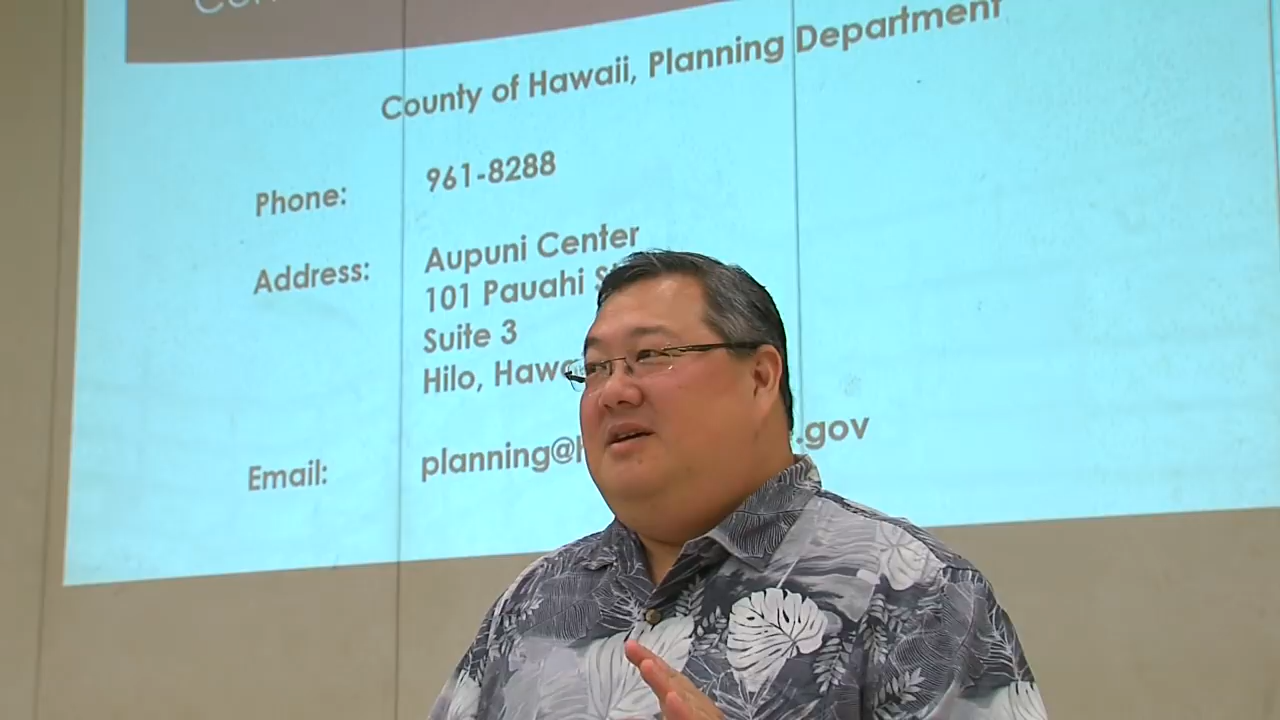 County of Hawaii, Planning Department
Phone: 961-8288
Address: Aupuni Center
101 Pauahi
Suite 3
Hilo,
Email: planning@ .gov